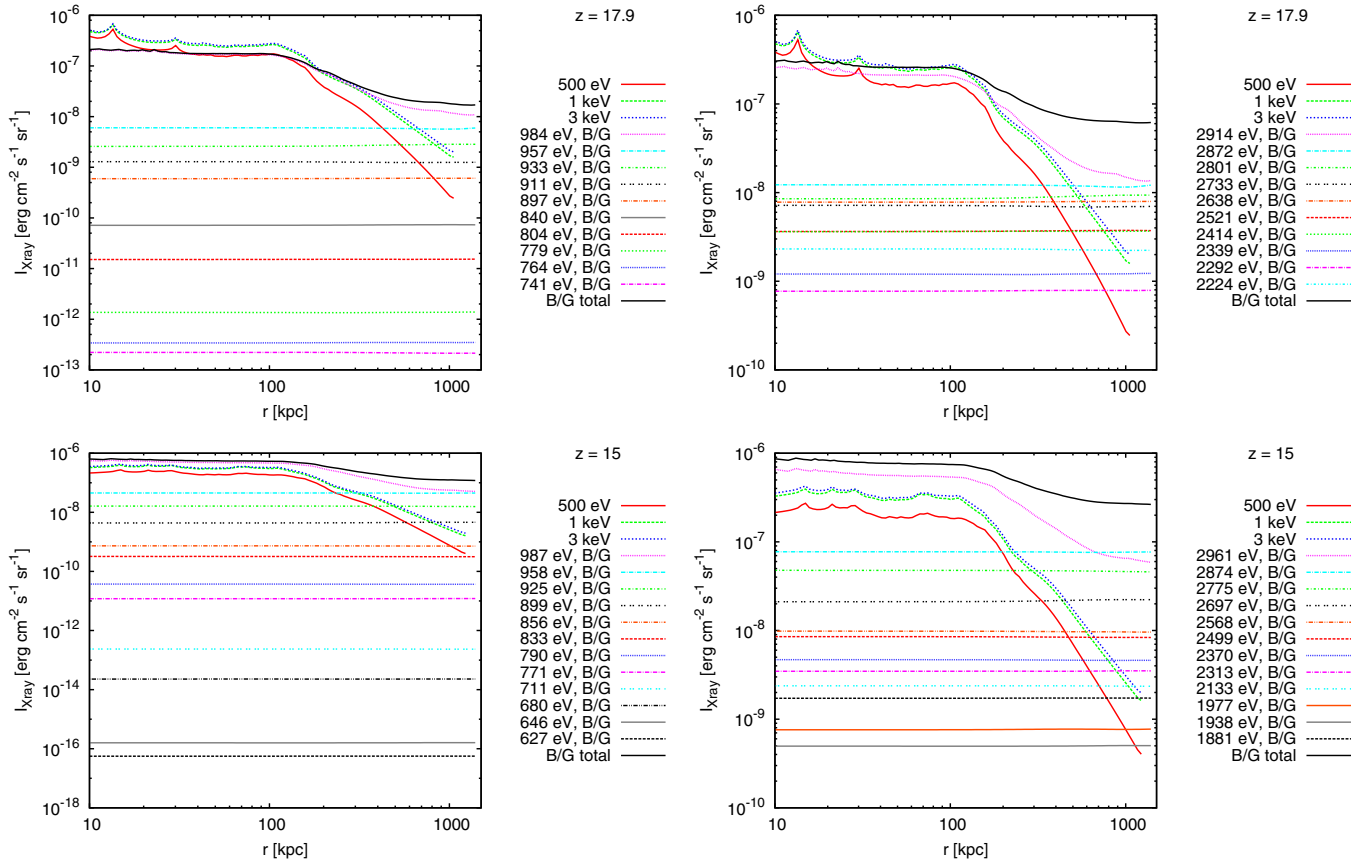 z = 17.9
10^-6
10^-7
10^-8
10^-9
10^-10
10^-11
10^-12
10^-13
I_Xray [erg cm^-2 s^-1 sr^-1]
10
100
1000
r [kpc]
500 eV
1 keV
3 keV
984 eV, B/G
957 eV, B/G
933 eV, B/G
911 eV, B/G
897 eV, B/G
840 eV, B/G
804 eV, B/G
779 eV, B/G
764 eV, B/G
741 eV, B/G
B/G total
z = 17.9
10^-6
10^-7
10^-8
10^-9
10^-10
I_Xray [erg cm^-2 s^-1 sr^-1]
10
100
1000
r [kpc]
500 eV
1 keV
3 keV
2914 eV, B/G
2872 eV, B/G
2801 eV, B/G
2733 eV, B/G
2638 eV, B/G
2521 eV, B/G
2414 eV, B/G
2339 eV, B/G
2292 eV, B/G
2224 eV, B/G
B/G total
z = 15
10^-6
10^-8
10^-10
10^-12
10^-14
10^-16
10^-18
I_Xray [erg cm^-2 s^-1 sr^-1]
10
100
1000
r [kpc]
500 eV
1 keV
3 keV
987 eV, B/G
958 eV, B/G
925 eV, B/G
899 eV, B/G
856 eV, B/G
833 eV, B/G
790 eV, B/G
771 eV, B/G
711 eV, B/G
680 eV, B/G
646 eV, B/G
627 eV, B/G
B/G total
z = 15
10^-6
10^-7
10^-8
10^-9
10^-10
I_Xray [erg cm^-2 s^-1 sr^-1]
10
100
1000
r [kpc]
500 eV
1 keV
3 keV
2961 eV, B/G
2874 eV, B/G
2775 eV, B/G
2697 eV, B/G
2568 eV, B/G
2499 eV, B/G
2370 eV, B/G
2313 eV, B/G
2133 eV, B/G
1977 eV, B/G
1938 eV, B/G
1881 eV, B/G
B/G total